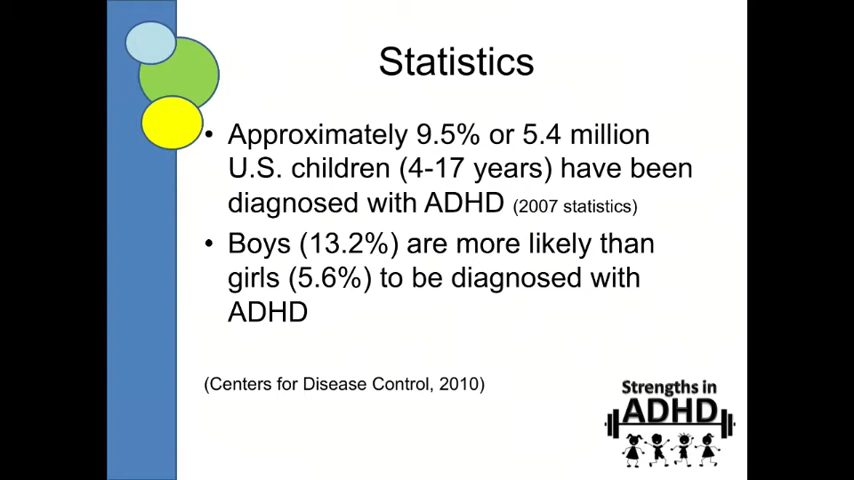 Statistics
• Approximately 9.5% or 5.4 million
U.S. children (4-17 years) have been
diagnosed with ADHD (2007 statistics)
• Boys (13.2%) are more likely than
girls (5.6%) to be diagnosed with
ADHD
(Centers for Disease Control, 2010)
Strengths in
ADHD